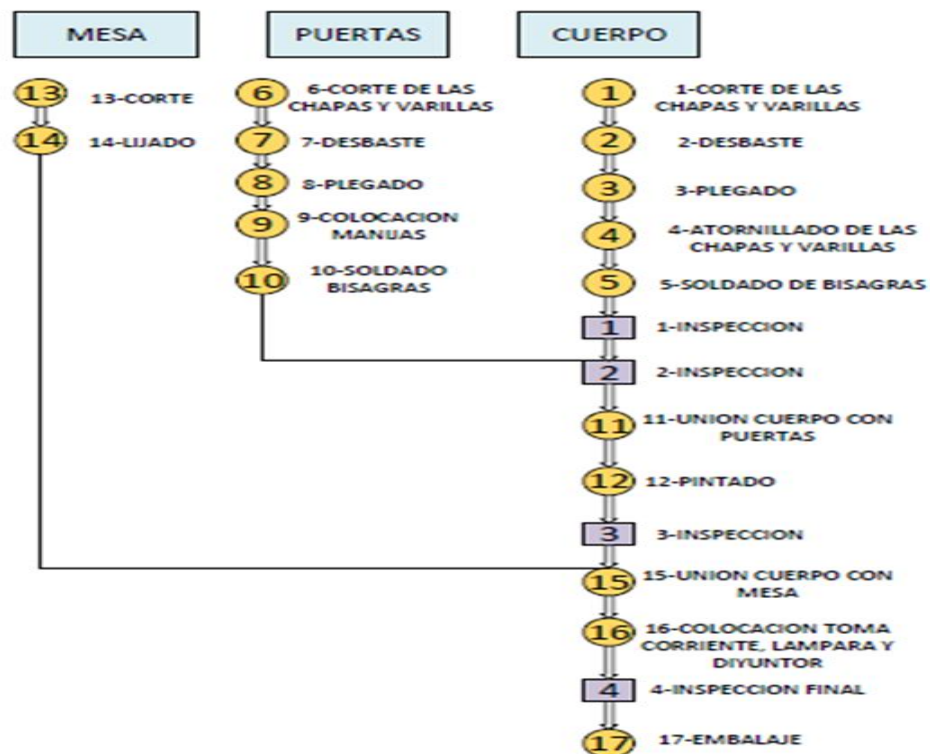 MESA
PUERTAS
CUERPO
13
13-CORTE
14
14-LIJADO
6
6-CORTE DE LAS
CHAPAS Y VARILLAS
7
7-DESBASTE
8
8-PLEGADO
9
9-COLOCACION
MANIJAS
10
10-SOLDADO
BISAGRAS
1
1-CORTE DE LAS
CHAPAS Y VARILLAS
2
2-DESBASTE
3
3-PLEGADO
4
4-ATORNILLADO DE LAS
CHAPAS Y VARILLAS
5
5-SOLDADO DE BISAGRAS
1
1-INSPECCION
2
2-INSPECCION
11
11-UNION CUERPO CON
PUERTAS
12
12-PINTADO
3
3-INSPECCION
15
15-UNION CUERPO CON
MESA
16
16-COLOCACION TOMA
CORRIENTE, LAMPARA Y
DIYUNTOR
4
4-INSPECCION FINAL
17
17-EMBALAJE